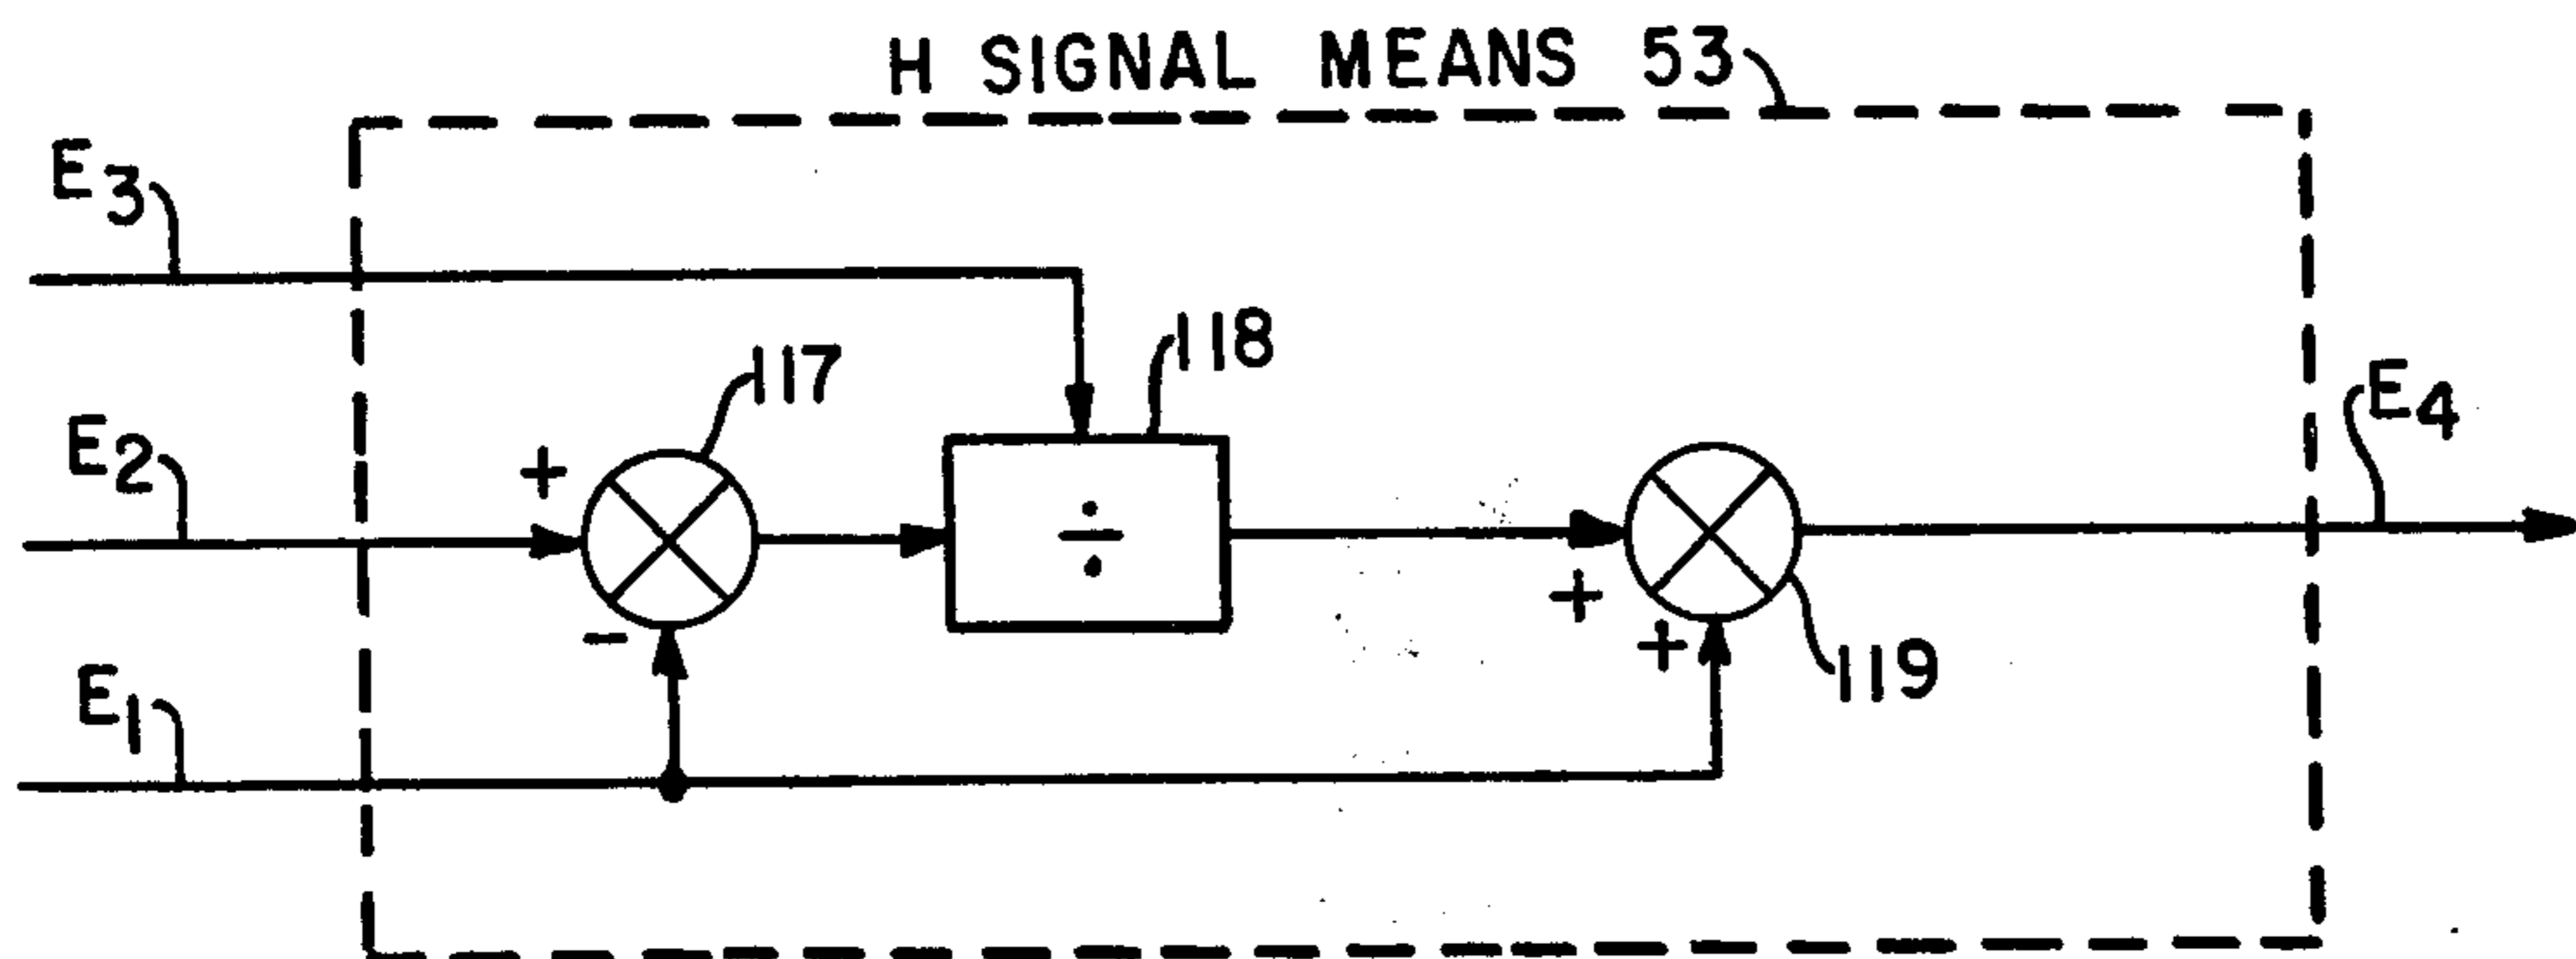 H SIGNAL MEANS 53
E3
118
117
E4
E2
+
÷
+
-
+
E1
119